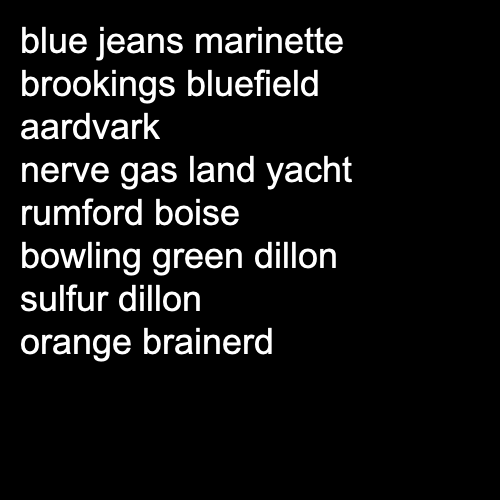 blue jeans marinette
brookings bluefield
aardvark
nerve gas land yacht
rumford boise
bowling green dillon
sulfur dillon
orange brainerd